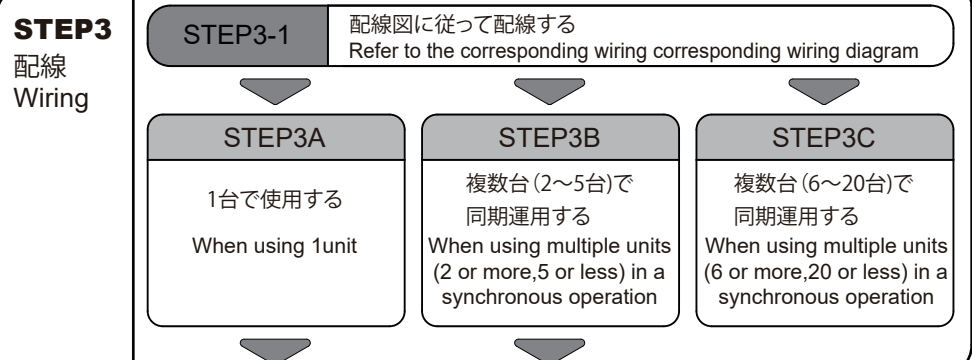 STEP3
配線
Wiring
STEP3-1
配線図に従って配線する
Refer to the corresponding wiring corresponding wiring diagram
STEP3A
1台で使用する
When using 1unit
STEP3B
複数台(2～5台)で
同期運用する
When using multiple units
(2 or more,5 or less) in a
synchronous operation
STEP3C
複数台(6～20台)で
同期運用する
When using multiple units
(6 or more,20 or less) in a
synchronous operation